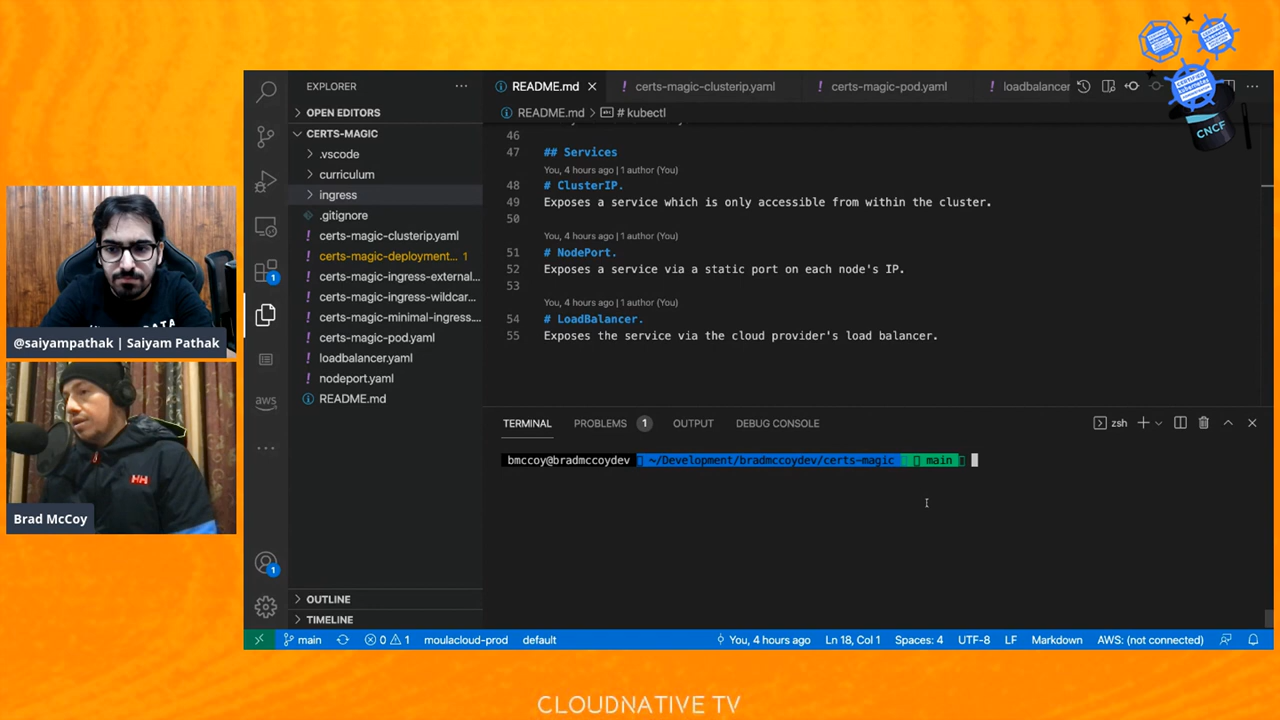 EXPLORER
OPEN EDITORS
CERTS-MAGIC
.vscode
curriculum
ingress
.gitignore
! certs-magic-clusterip.yaml
! certs-magic-deployment... 1
! certs-magic-ingress-external...
! certs-magic-ingress-wildcar...
! certs-magic-minimal-ingress....
! certs-magic-pod.yaml
! loadbalancer.yaml
! nodeport.yaml
README.md
OUTLINE
TIMELINE
1
aws
1
README.md
! certs-magic-clusterip.yaml
! certs-magic-pod.yaml
! loadbalancer
README.md > # kubectl
46
47 ## Services
You, 4 hours ago | 1 author (You)
48 # ClusterIP.
49 Exposes a service which is only accessible from within the cluster.
50
You, 4 hours ago | 1 author (You)
51 # NodePort.
52 Exposes a service via a static port on each node's IP.
53
You, 4 hours ago | 1 author (You)
54 # LoadBalancer.
55 Exposes the service via the cloud provider's load balancer.
TERMINAL PROBLEMS 1 OUTPUT DEBUG CONSOLE
zsh
bmccoy@bradmccoydev ~/Development/bradmccoydev/certs-magic main
main 0 1 moulacloud-prod default You, 4 hours ago Ln 18, Col 1 Spaces: 4 UTF-8 LF Markdown AWS: (not connected)
CNCF
@saiyampathak | Saiyam Pathak
HH
Brad McCoy
CLOUDNATIVE TV